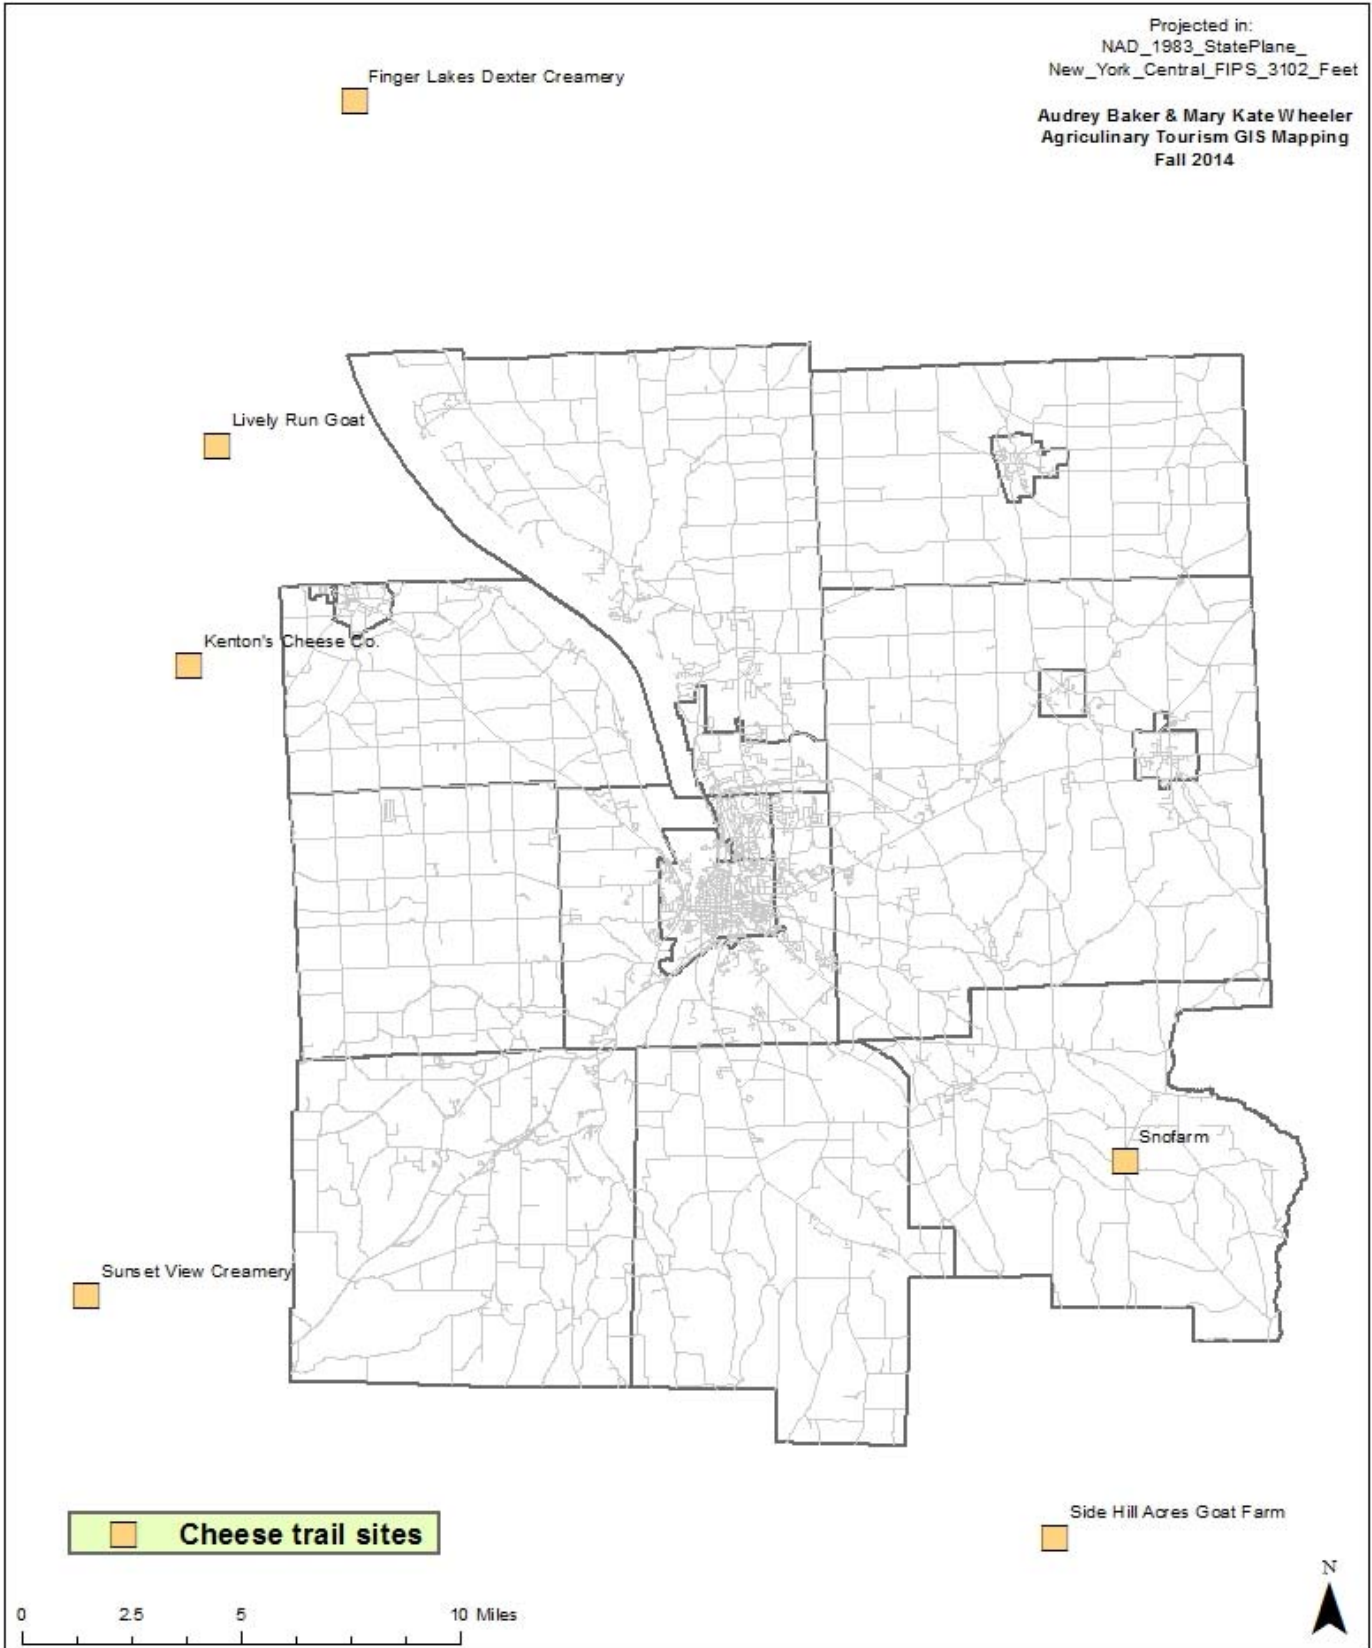 Projected in:
NAD_1983_StatePlane_
New_York_Central_FIPS_3102_Feet
Audrey Baker & Mary Kate Wheeler
Agriculinary Tourism GIS Mapping
Fall 2014
Finger Lakes Dexter Creamery
Lively Run Goat
Kenton's Cheese Co.
Snofarm
Sunset View Creamery
Side Hill Acres Goat Farm
Cheese trail sites
N
0 2.5 5 10 Miles